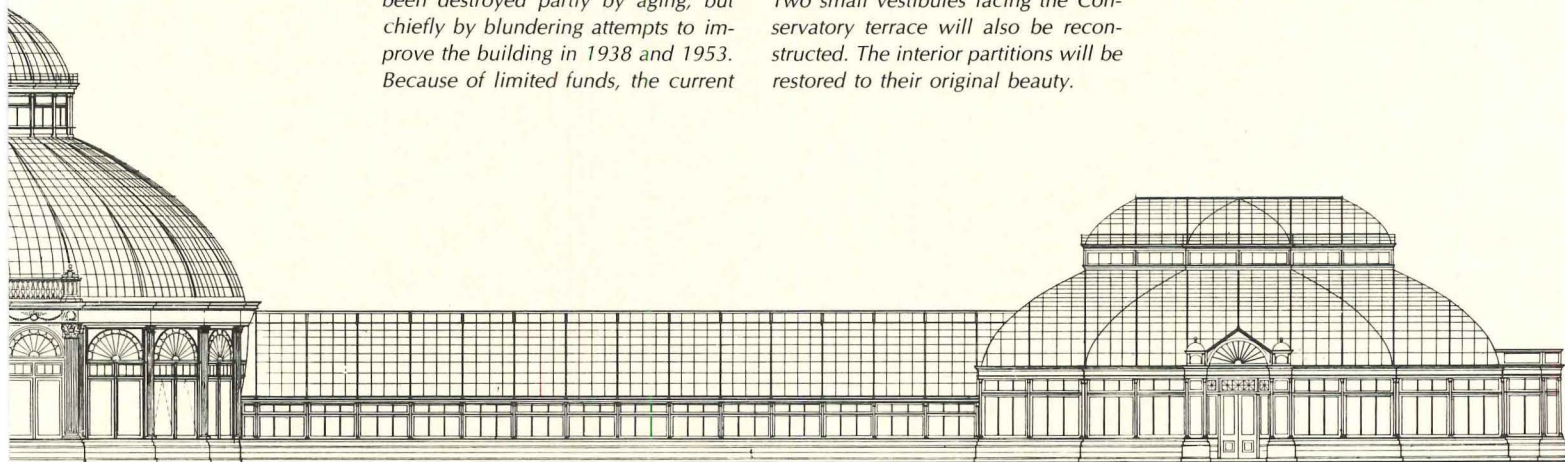 been destroyed partly by aging, but
chiefly by blundering attempts to im-
prove the building in 1938 and 1953.
Because of limited funds, the current
Two small vestibules facing the Con-
servatory terrace will also be recon-
structed. The interior partitions will be
restored to their original beauty.